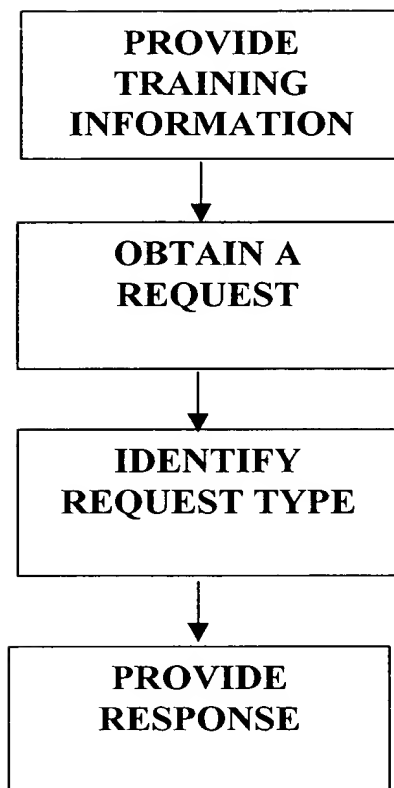 PROVIDE
TRAINING
INFORMATION
OBTAIN A
REQUEST
IDENTIFY
REQUEST TYPE
PROVIDE
RESPONSE